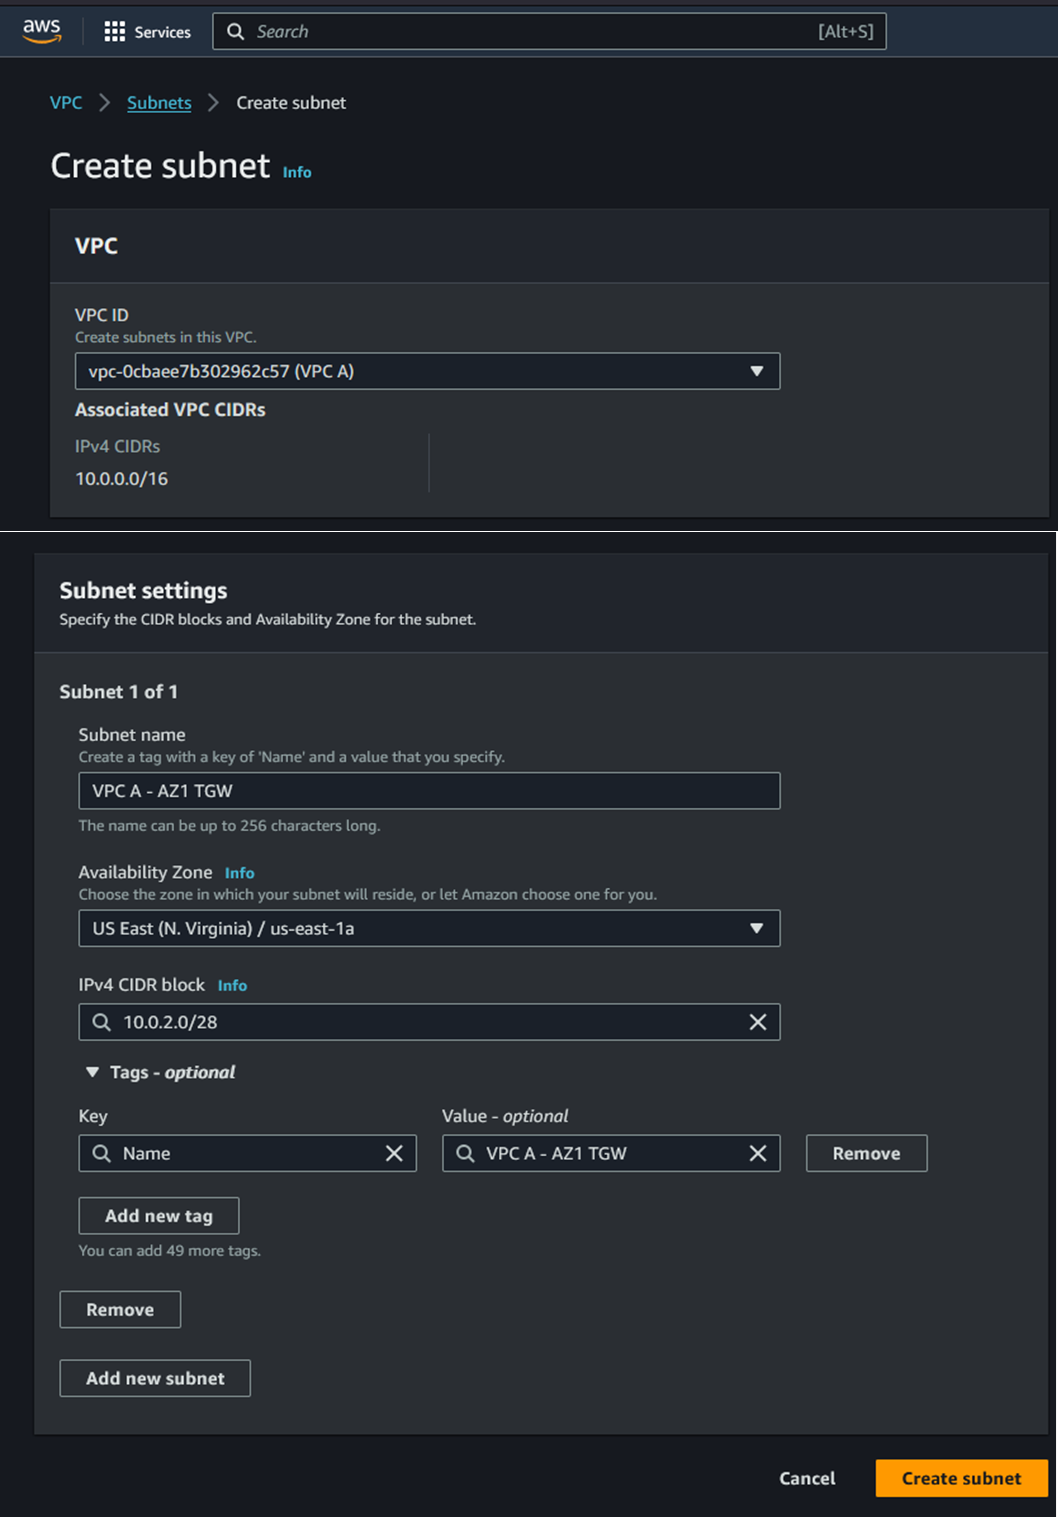 aws Services Search [Alt+S]
VPC > Subnets > Create subnet
Create subnet Info
VPC
VPC ID
Create subnets in this VPC.
vpc-0cbaee7b302962c57 (VPC A)
Associated VPC CIDRs
IPv4 CIDRs
10.0.0.0/16
Subnet settings
Specify the CIDR blocks and Availability Zone for the subnet.
Subnet 1 of 1
Subnet name
Create a tag with a key of 'Name' and a value that you specify.
VPC A - AZ1 TGW
The name can be up to 256 characters long.
Availability Zone Info
Choose the zone in which your subnet will reside, or let Amazon choose one for you.
US East (N. Virginia) / us-east-1a
IPv4 CIDR block Info
10.0.2.0/28
Tags - optional
Key Value - optional
Name VPC A - AZ1 TGW Remove
Add new tag
You can add 49 more tags.
Remove
Add new subnet
Cancel Create subnet